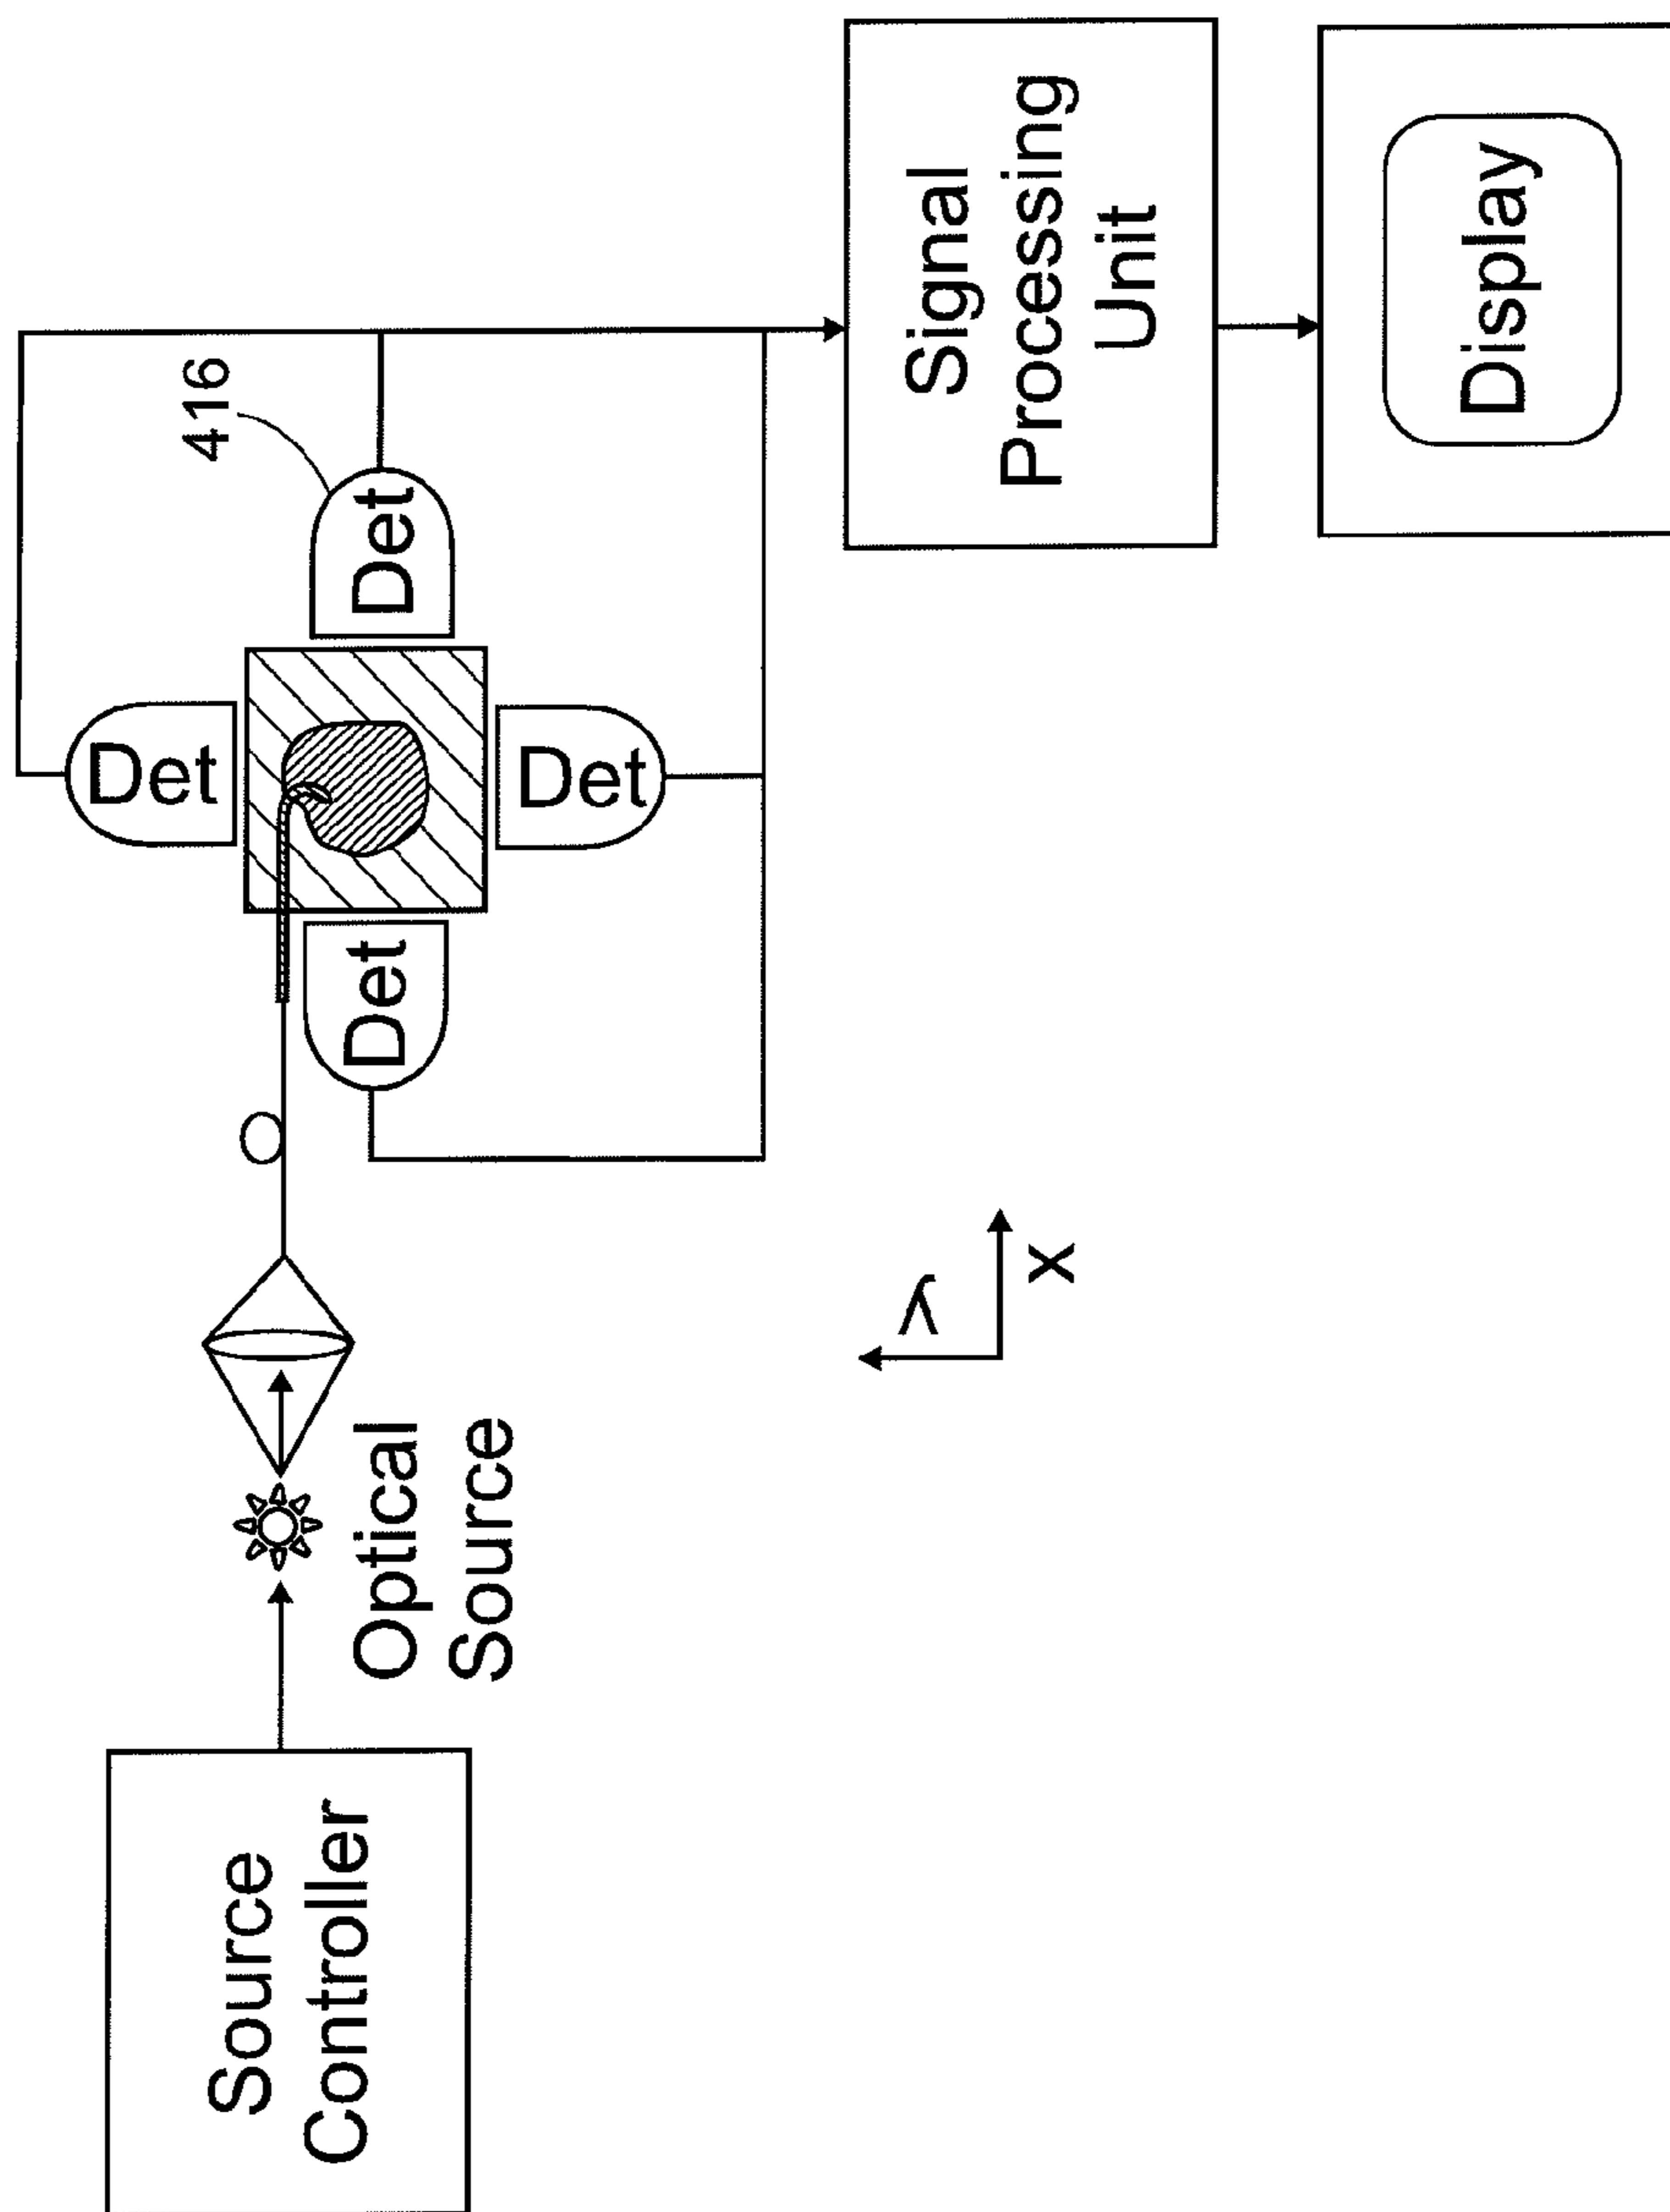 Det
416
Source
Controller
Optical
Source
Det
Det
Det
y
x
Signal
Processing
Unit
Display